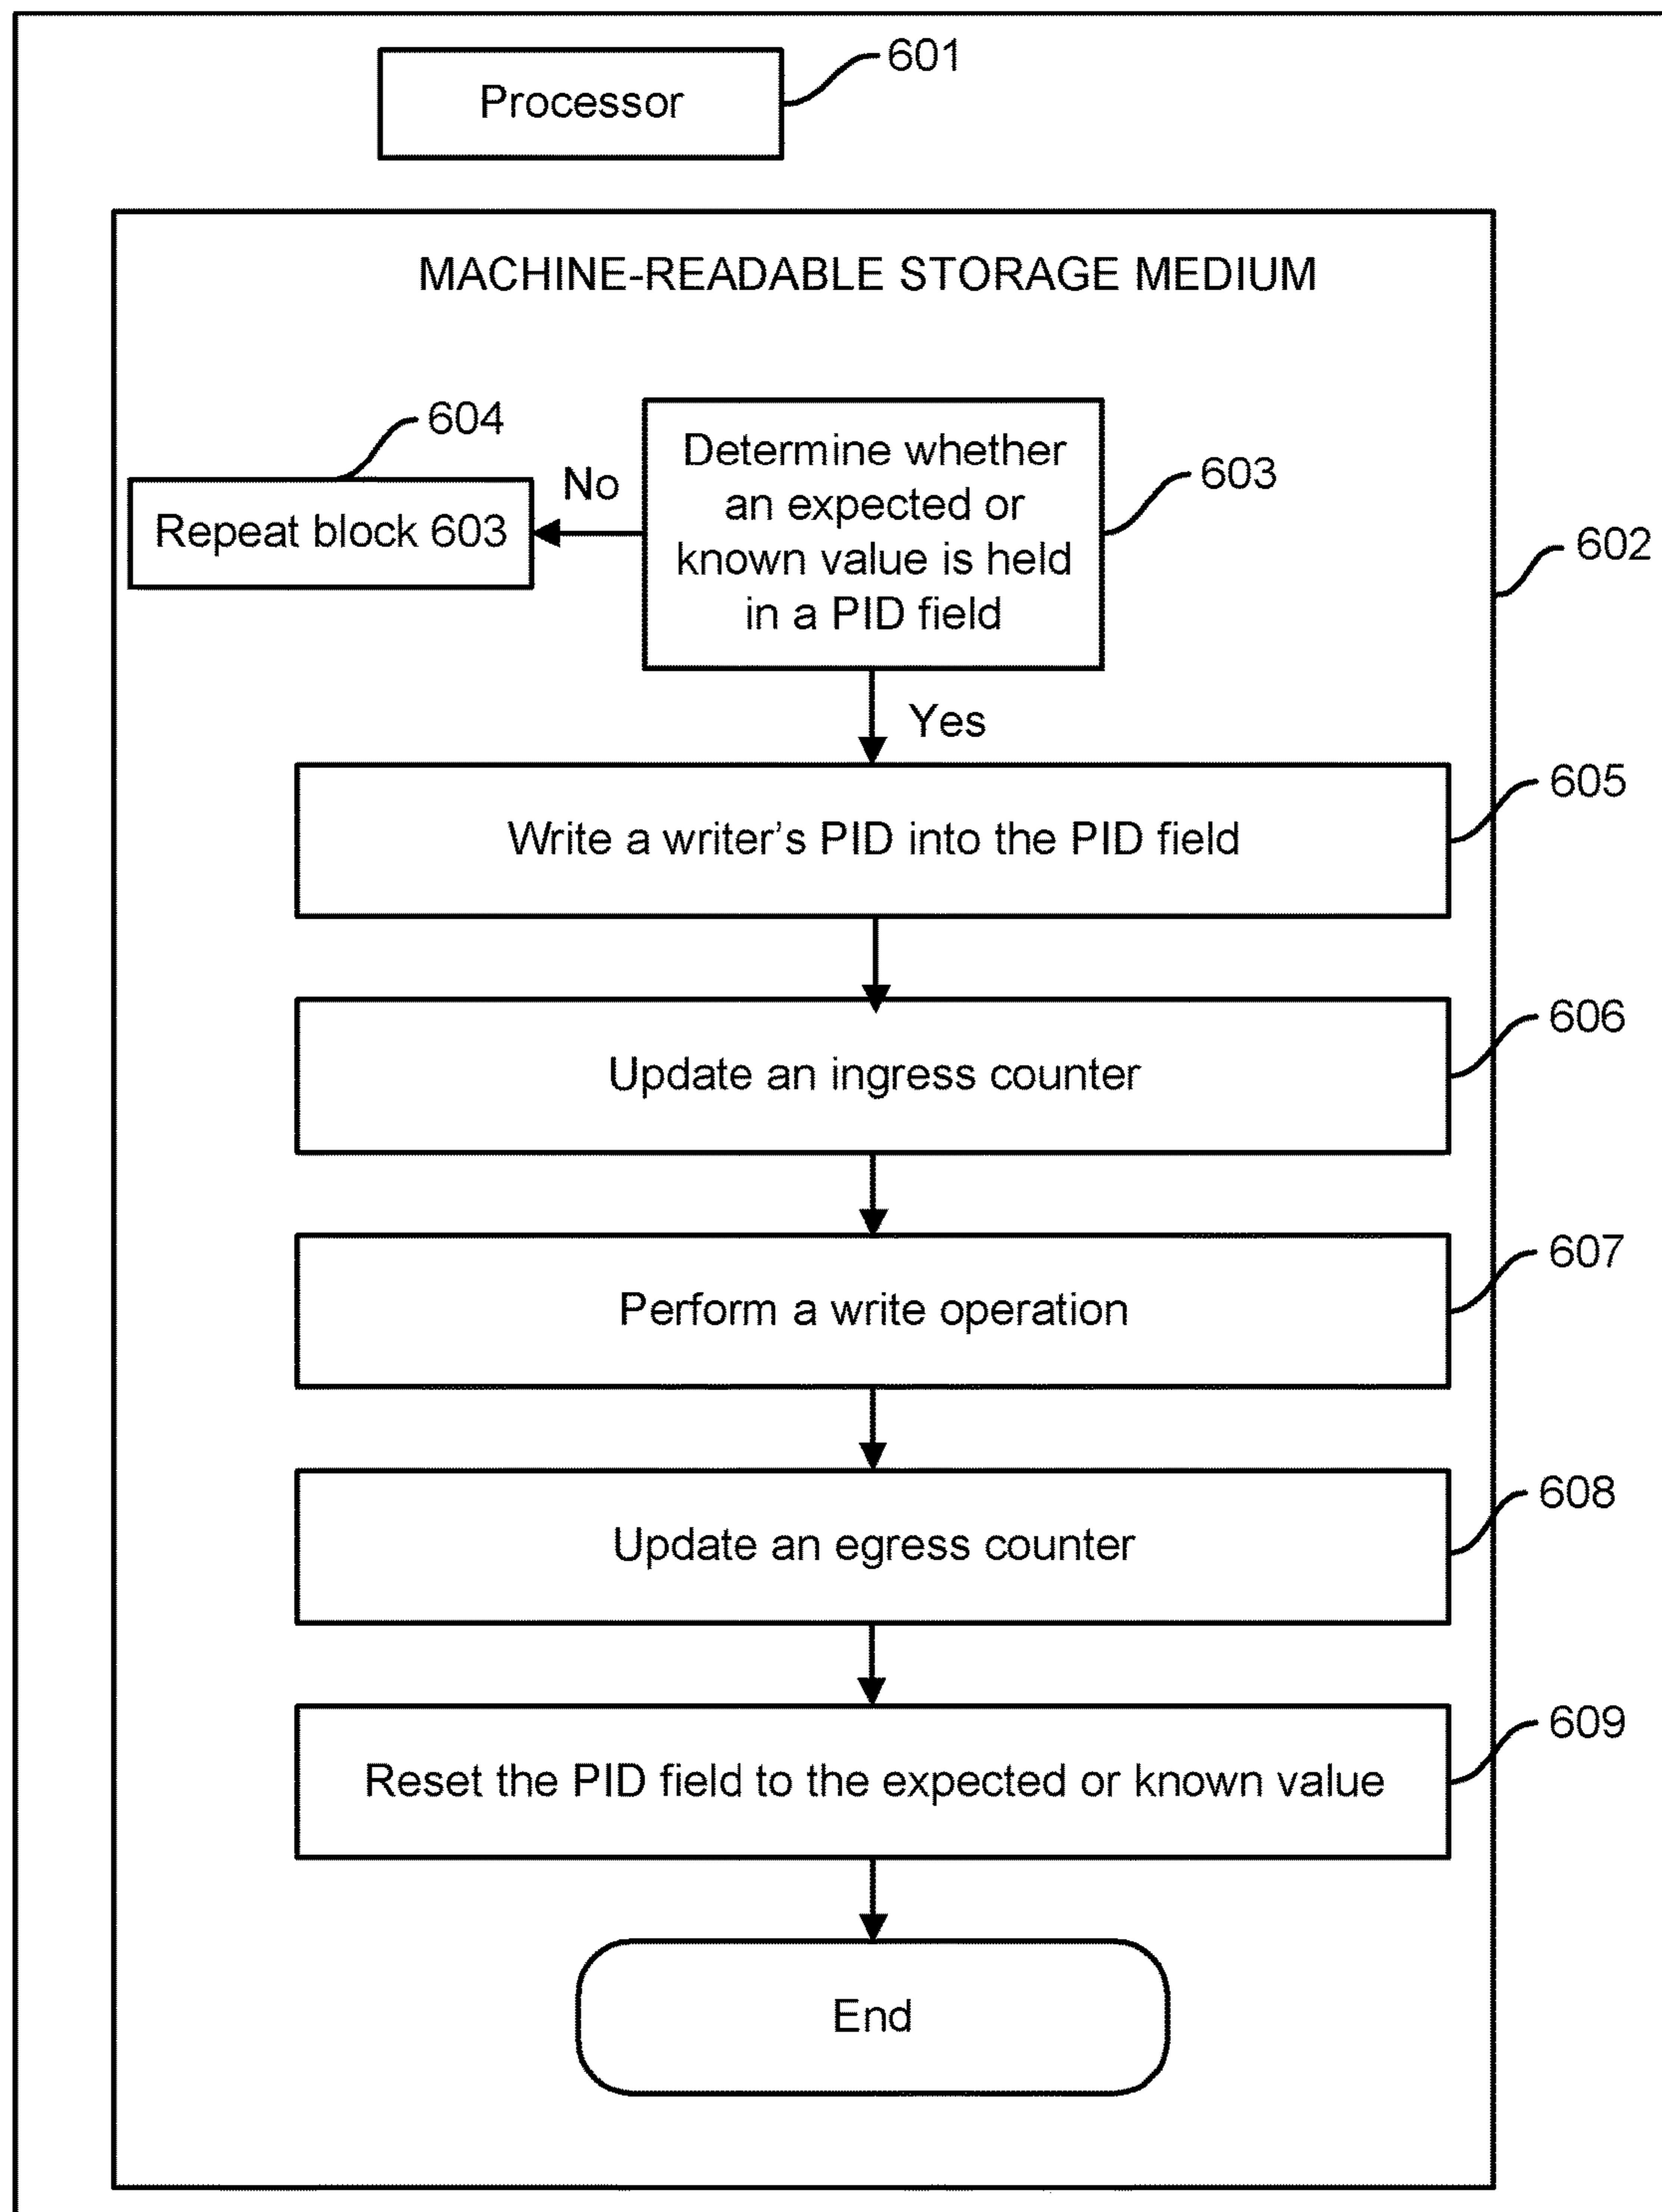 601
Processor
MACHINE-READABLE STORAGE MEDIUM
604
No
Repeat block 603
Determine whether
an expected or
known value is held
in a PID field
603
602
Yes
605
Write a writer's PID into the PID field
606
Update an ingress counter
607
Perform a write operation
608
Update an egress counter
609
Reset the PID field to the expected or known value
End